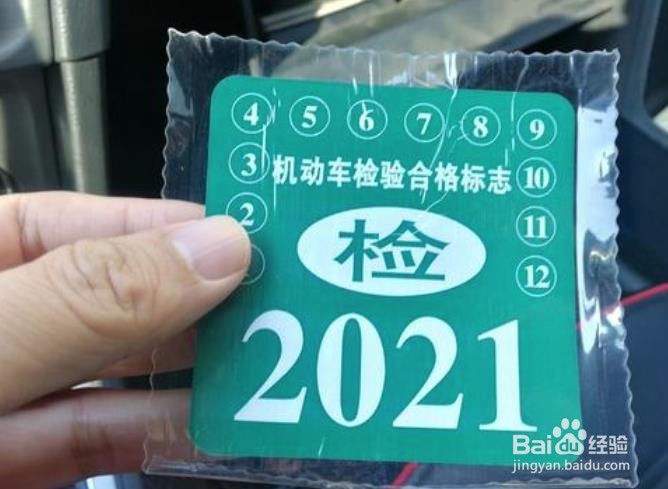 4 5 6 7 8 9
3 机动车检验合格标志 10
2 11
检
12
2021
Baidu 经验
jingyan.baidu.com